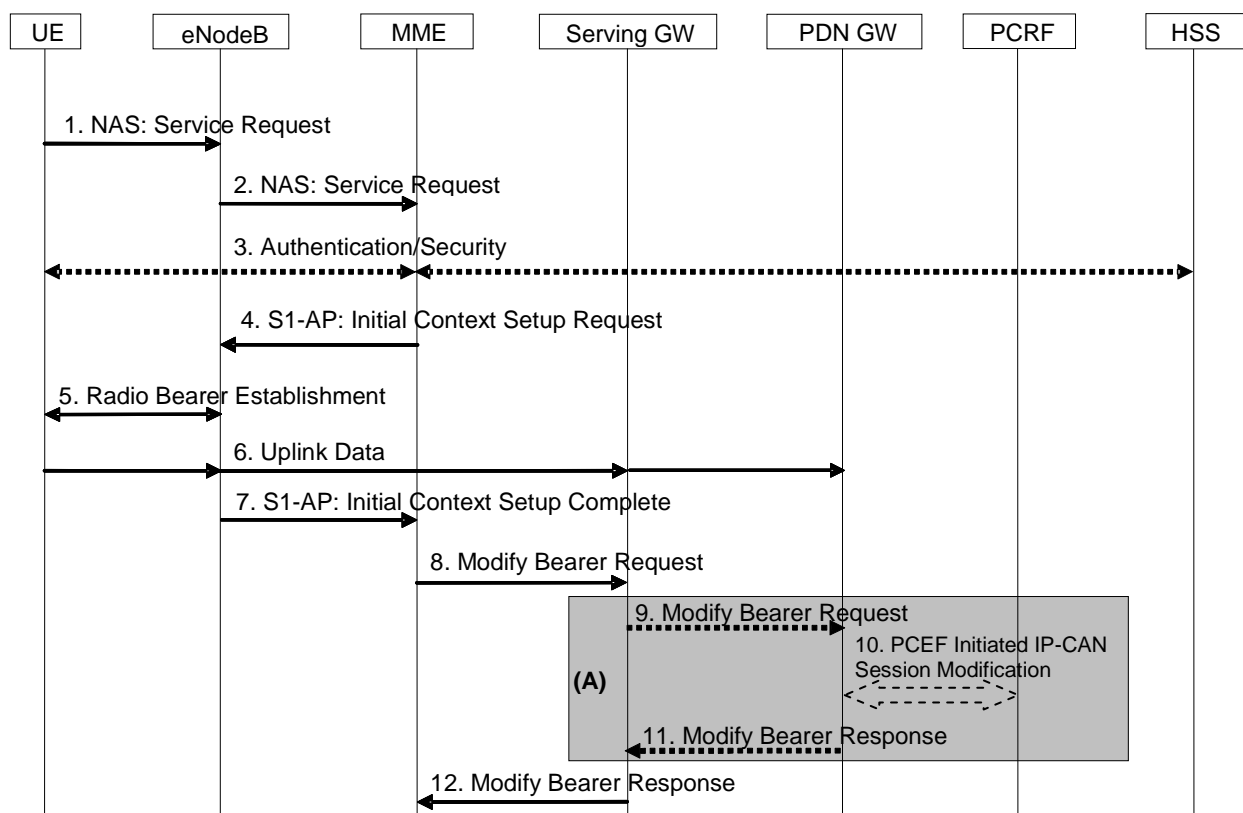 UE eNodeB MME Serving GW PDN GW PCRF HSS
1. NAS: Service Request
2. NAS: Service Request
3. Authentication/Security
4. S1-AP: Initial Context Setup Request
5. Radio Bearer Establishment
6. Uplink Data
7. S1-AP: Initial Context Setup Complete
8. Modify Bearer Request
9. Modify Bearer Request
10. PCEF Initiated IP-CAN
Session Modification
(A)
11. Modify Bearer Response
12. Modify Bearer Response